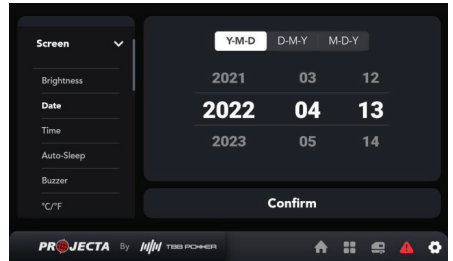 Screen
Brightness
Date
Time
Auto-Sleep
Buzzer
°C/°F
Y-M-D D-M-Y M-D-Y
2021 03 12
2022 04 13
2023 05 14
Confirm
PROJECTA By TBB POWER